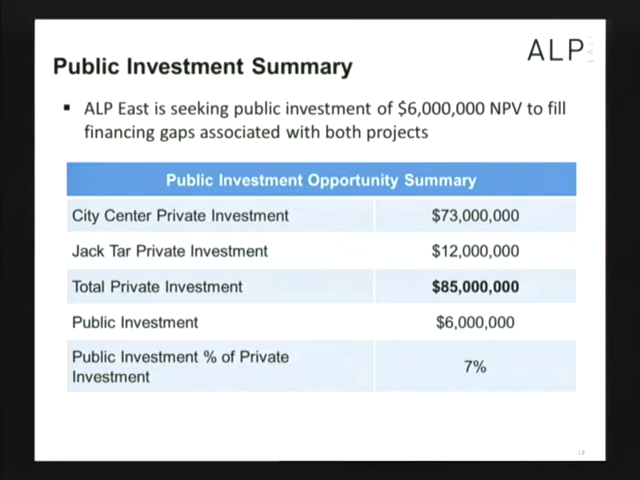 ALP
EAST
Public Investment Summary
▪ ALP East is seeking public investment of $6,000,000 NPV to fill
financing gaps associated with both projects
Public Investment Opportunity Summary
City Center Private Investment $73,000,000
Jack Tar Private Investment $12,000,000
Total Private Investment $85,000,000
Public Investment $6,000,000
Public Investment % of Private
Investment
7%
18